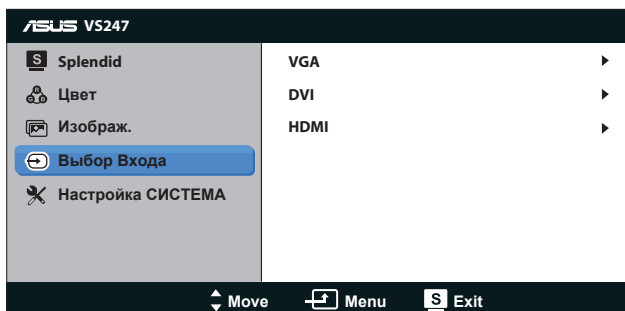 ASUS VS247
S Splendid
Цвет
Изображ.
Выбор Входа
Настройка СИСТЕМА
VGA
DVI
HDMI
Move Menu S Exit